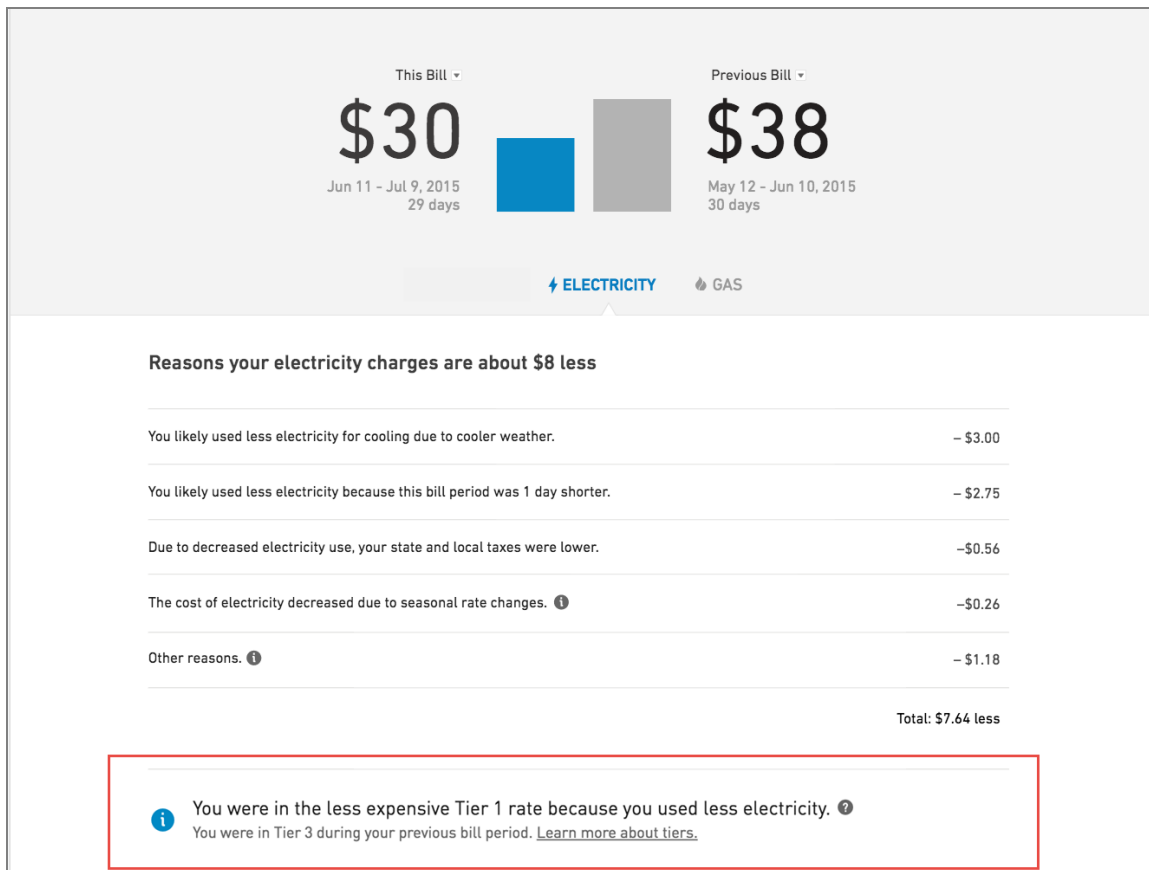 This Bill
Previous Bill
$30
$38
Jun 11 - Jul 9, 2015
29 days
May 12 - Jun 10, 2015
30 days
ELECTRICITY
GAS
Reasons your electricity charges are about $8 less
You likely used less electricity for cooling due to cooler weather.
– $3.00
You likely used less electricity because this bill period was 1 day shorter.
– $2.75
Due to decreased electricity use, your state and local taxes were lower.
–$0.56
The cost of electricity decreased due to seasonal rate changes.
–$0.26
Other reasons.
– $1.18
Total: $7.64 less
You were in the less expensive Tier 1 rate because you used less electricity.
You were in Tier 3 during your previous bill period. Learn more about tiers.